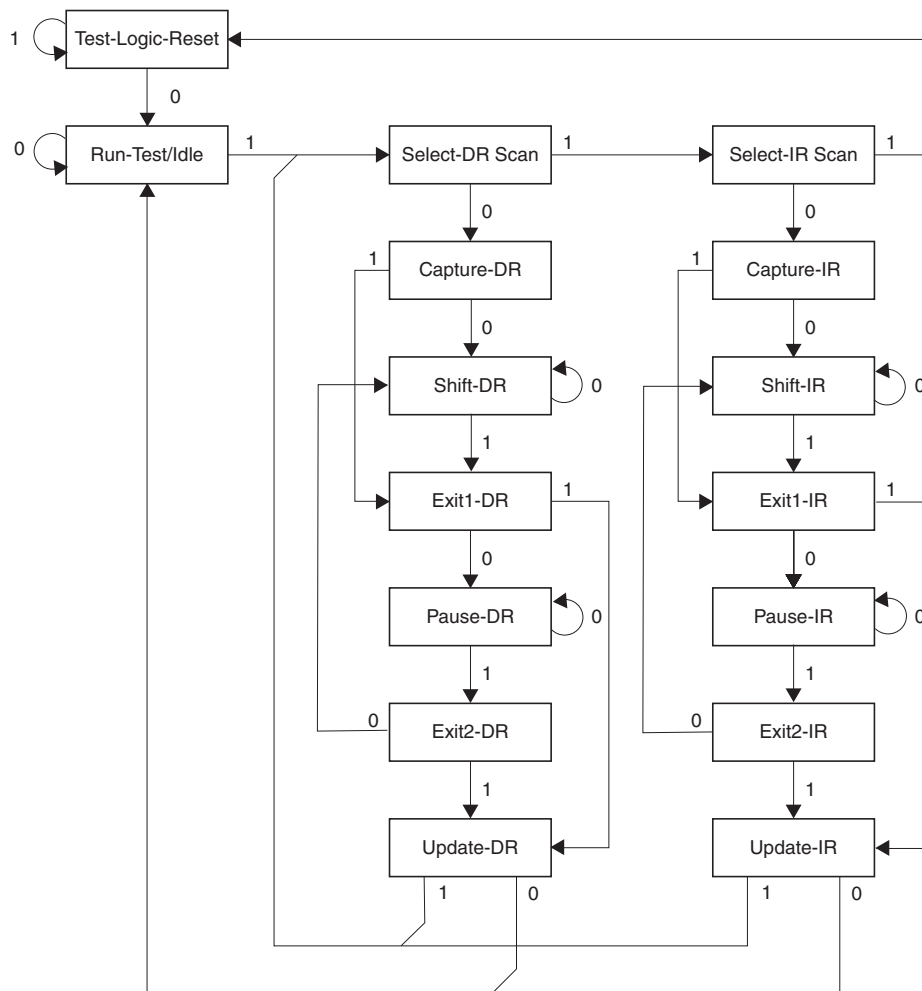 1
Test-Logic-Reset
0
0
Run-Test/Idle
1
Select-DR Scan
1
Select-IR Scan
1
0
0
1
Capture-DR
1
Capture-IR
0
0
Shift-DR
0
Shift-IR
0
1
1
Exit1-DR
1
Exit1-IR
1
0
0
Pause-DR
0
Pause-IR
0
1
1
0
Exit2-DR
0
Exit2-IR
1
1
Update-DR
Update-IR
1
0
1
0